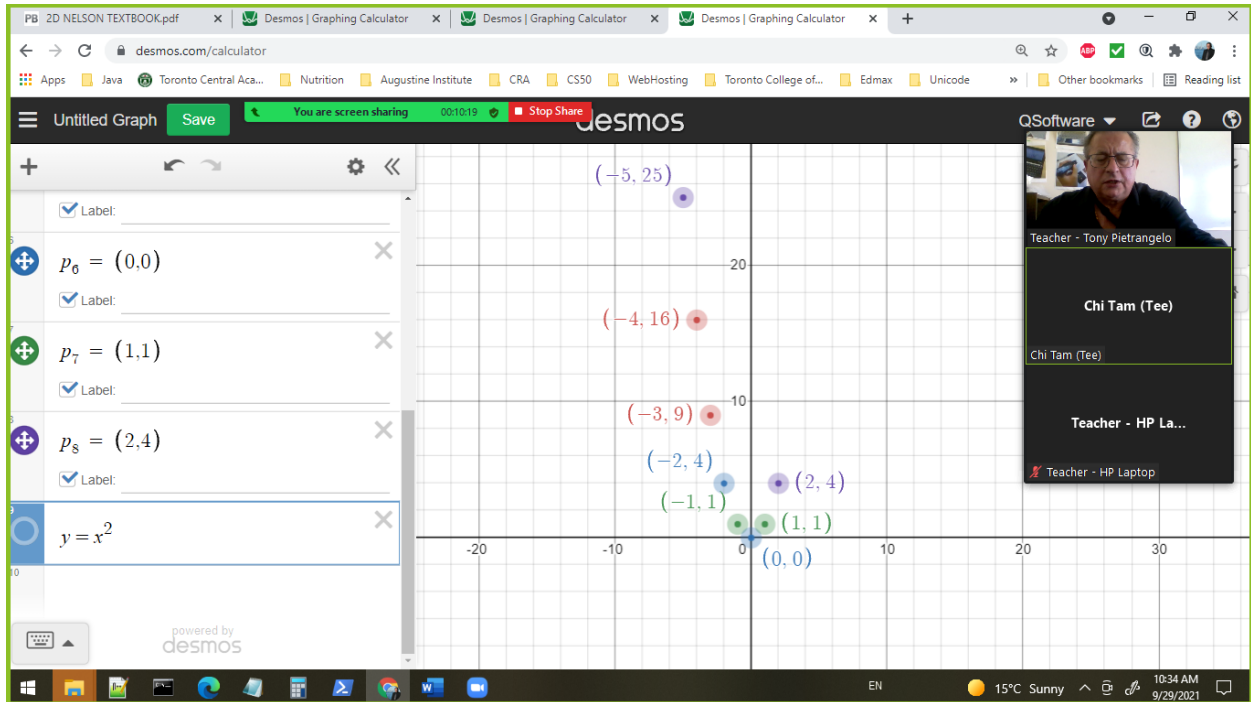 PB 2D NELSON TEXTBOOK.pdf Desmos | Graphing Calculator Desmos | Graphing Calculator Desmos | Graphing Calculator
desmos.com/calculator ABP
Apps Java Toronto Central Aca... Nutrition Augustine Institute CRA CS50 WebHosting Toronto College of... Edmax Unicode » Other bookmarks Reading list
Untitled Graph Save You are screen sharing 00:10:19 Stop Share desmos QSoftware
Label:
p₆ = (0,0)
Label:
7
p₇ = (1,1)
Label:
8
p₈ = (2,4)
Label:
9
y = x²
10
powered by
desmos
(−5, 25)
20
(−4, 16)
10
(−3, 9)
(−2, 4)
(2, 4)
(−1, 1)
(1, 1)
-20 -10 0 10 20 30
(0, 0)
Teacher - Tony Pietrangelo
Chi Tam (Tee)
Chi Tam (Tee)
Teacher - HP La...
Teacher - HP Laptop
EN 15°C Sunny 10:34 AM
9/29/2021